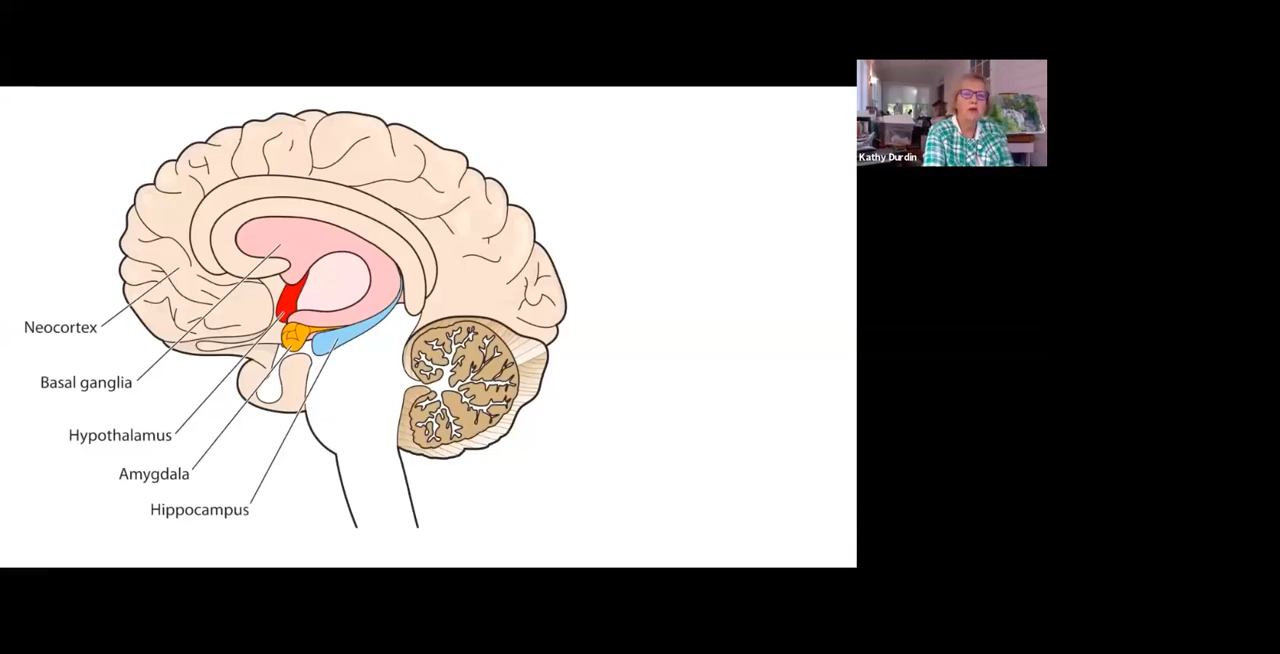 Kathy Durdin
Neocortex
Basal ganglia
Hypothalamus
Amygdala
Hippocampus